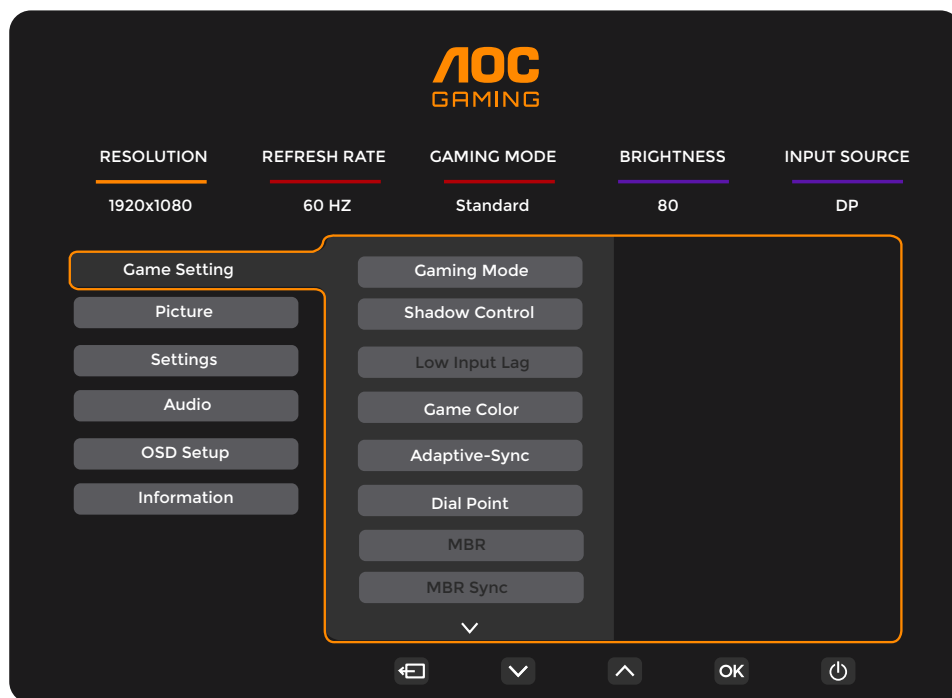 AOC
GAMING
RESOLUTION REFRESH RATE GAMING MODE BRIGHTNESS INPUT SOURCE
1920x1080 60 HZ Standard 80 DP
Game Setting
Picture
Settings
Audio
OSD Setup
Information
Gaming Mode
Shadow Control
Low Input Lag
Game Color
Adaptive-Sync
Dial Point
MBR
MBR Sync
OK